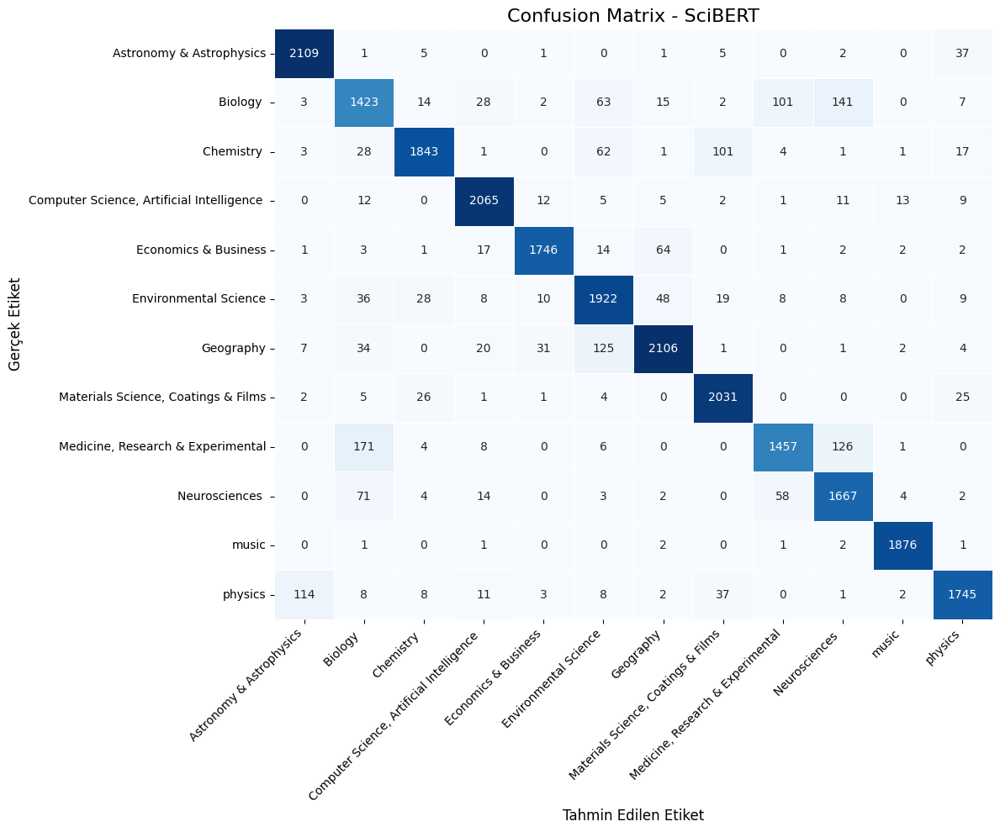 Confusion Matrix - SciBERT
Astronomy & Astrophysics 2109 1 5 0 1 0 1 5 0 2 0 37
Biology 3 1423 14 28 2 63 15 2 101 141 0 7
Chemistry 3 28 1843 1 0 62 1 101 4 1 1 17
Computer Science, Artificial Intelligence 0 12 0 2065 12 5 5 2 1 11 13 9
Economics & Business 1 3 1 17 1746 14 64 0 1 2 2 2
Environmental Science 3 36 28 8 10 1922 48 19 8 8 0 9
Geography 7 34 0 20 31 125 2106 1 0 1 2 4
Materials Science, Coatings & Films 2 5 26 1 1 4 0 2031 0 0 0 25
Medicine, Research & Experimental 0 171 4 8 0 6 0 0 1457 126 1 0
Neurosciences 0 71 4 14 0 3 2 0 58 1667 4 2
music 0 1 0 1 0 0 2 0 1 2 1876 1
physics 114 8 8 11 3 8 2 37 0 1 2 1745
Gerçek Etiket
Astronomy & Astrophysics
Biology
Chemistry
Computer Science, Artificial Intelligence
Economics & Business
Environmental Science
Geography
Materials Science, Coatings & Films
Medicine, Research & Experimental
Neurosciences
music
physics
Tahmin Edilen Etiket